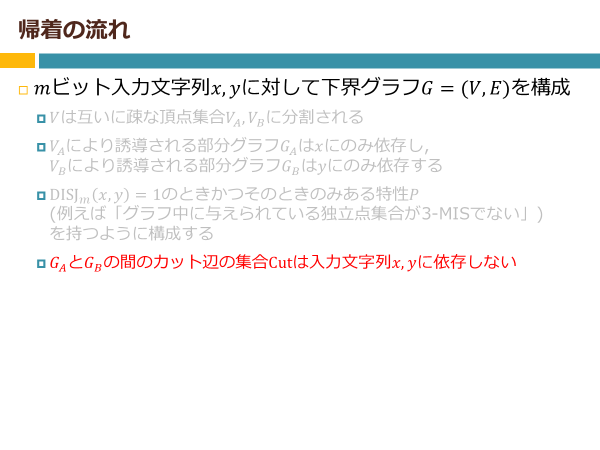 帰着の流れ
mビット入力文字列x, yに対して下界グラフG = (V, E)を構成
Vは互いに疎な頂点集合V_A, V_Bに分割される
V_Aにより誘導される部分グラフG_Aはxにのみ依存し,
V_Bにより誘導される部分グラフG_Bはyにのみ依存する
DISJ_m(x, y) = 1のときかつそのときのみある特性P
(例えば「グラフ中に与えられている独立点集合が3-MISでない」)
を持つように構成する
G_AとG_Bの間のカット辺の集合Cutは入力文字列x, yに依存しない